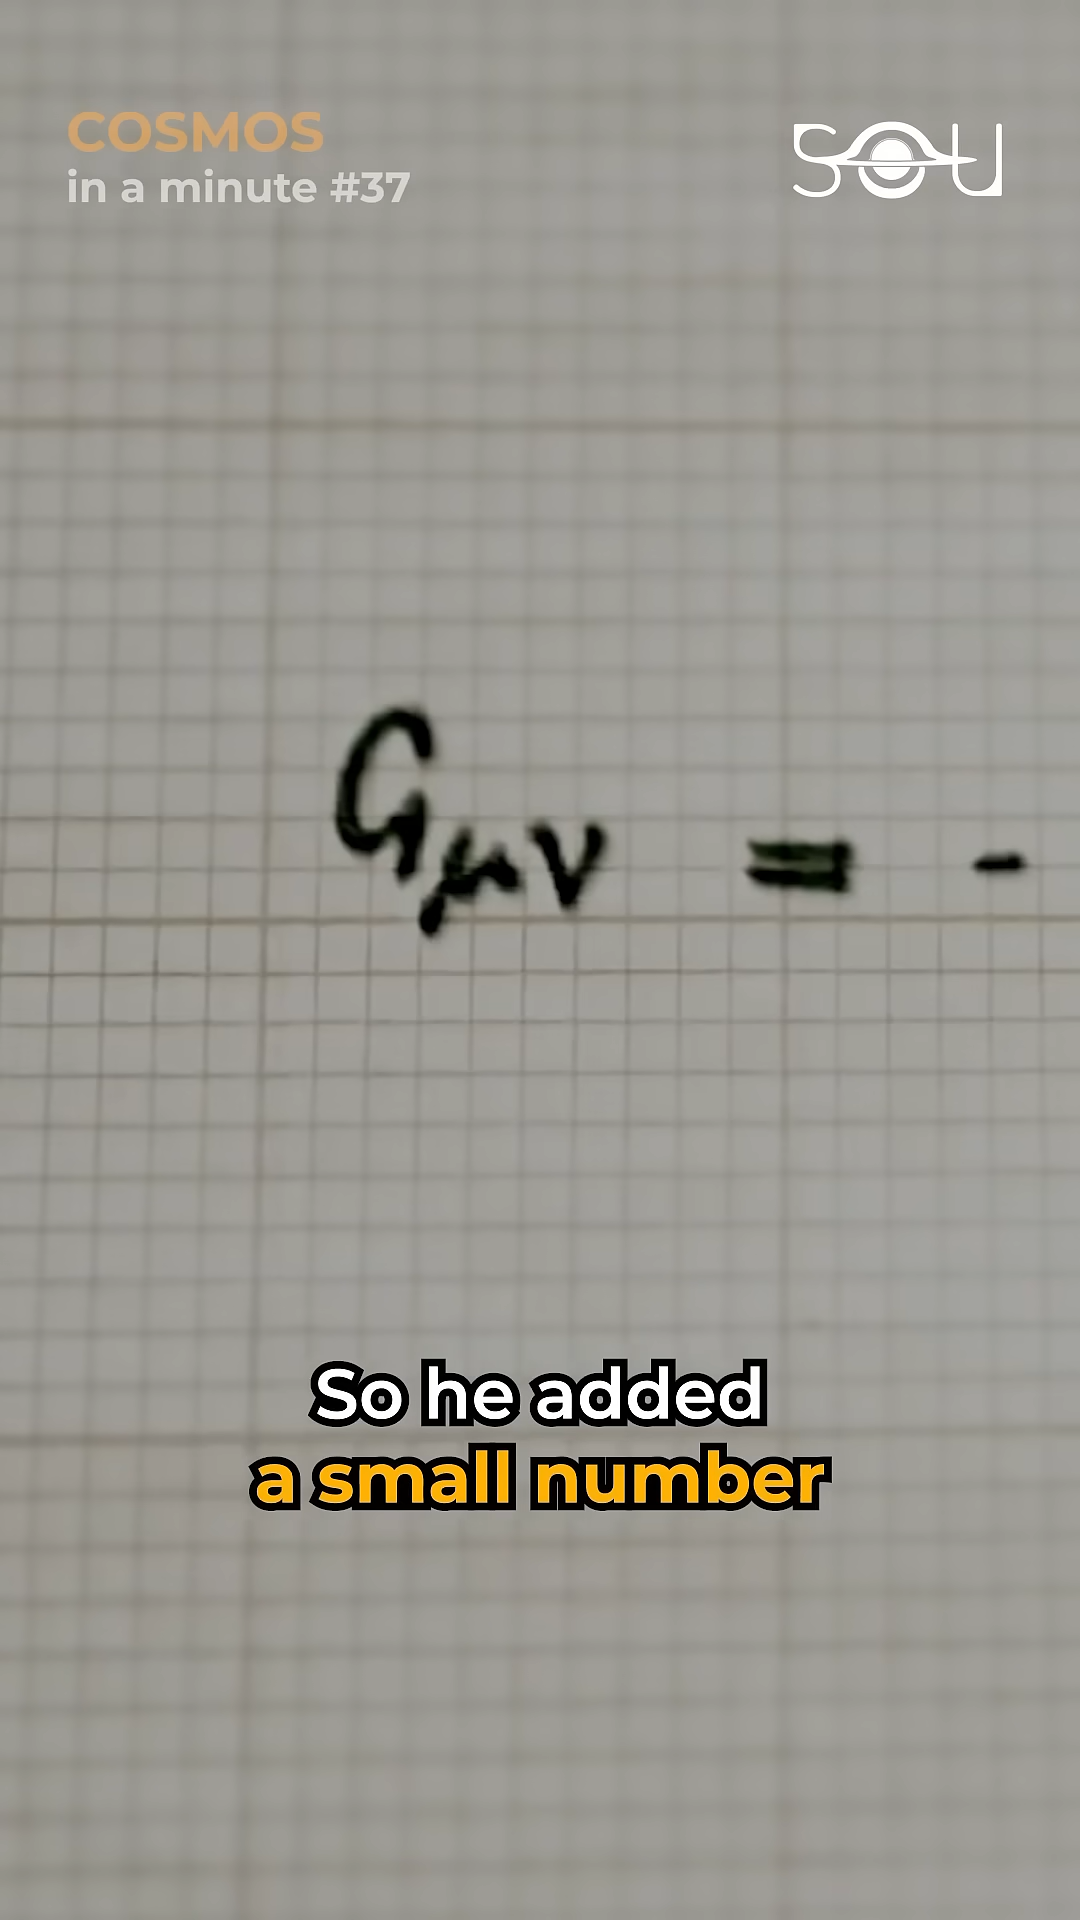 COSMOS
in a minute #37
SOU
Gμν = -
So he added
a small number